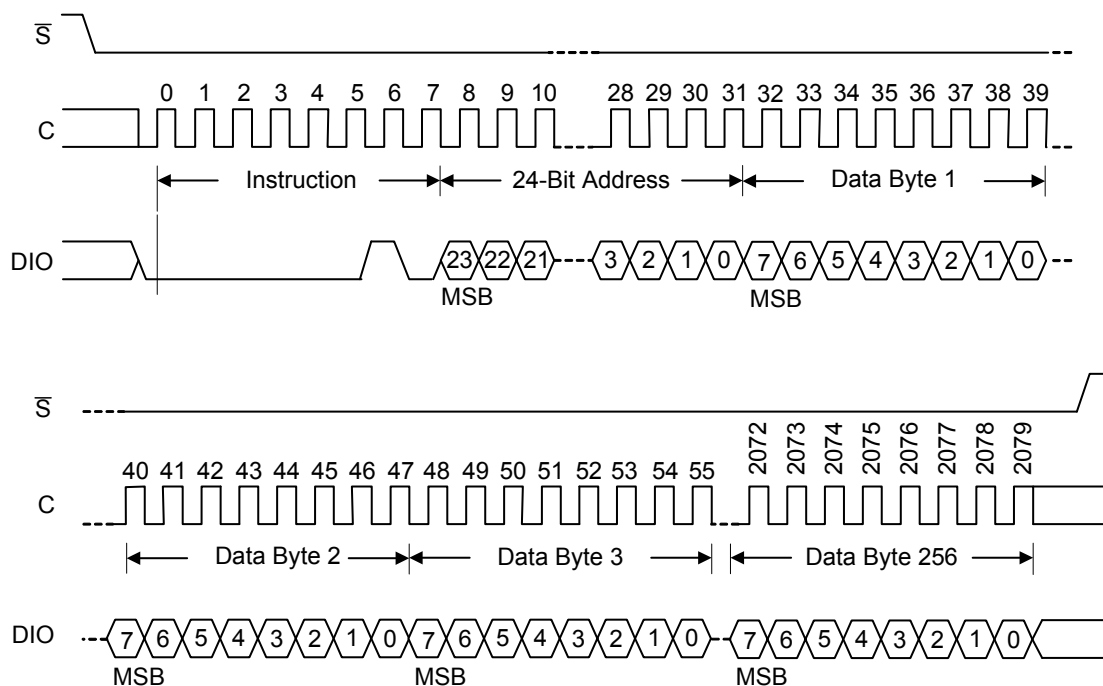 S
0 1 2 3 4 5 6 7 8 9 10 28 29 30 31 32 33 34 35 36 37 38 39
C
Instruction 24-Bit Address Data Byte 1
DIO 23 22 21 3 2 1 0 7 6 5 4 3 2 1 0
MSB MSB
S
40 41 42 43 44 45 46 47 48 49 50 51 52 53 54 55 2072 2073 2074 2075 2076 2077 2078 2079
C
Data Byte 2 Data Byte 3 Data Byte 256
DIO 7 6 5 4 3 2 1 0 7 6 5 4 3 2 1 0 7 6 5 4 3 2 1 0
MSB MSB MSB